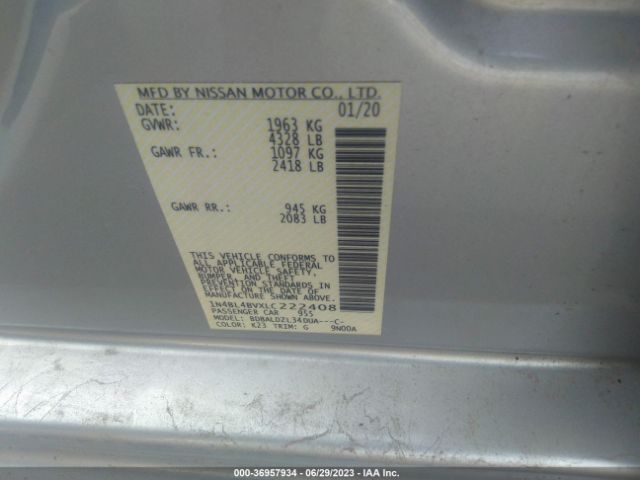 MFD BY NISSAN MOTOR CO., LTD.
DATE: 01/20
GVWR: 1963 KG
4328 LB
GAWR FR.: 1097 KG
2418 LB
GAWR RR.: 945 KG
2083 LB
THIS VEHICLE CONFORMS TO
ALL APPLICABLE FEDERAL
MOTOR VEHICLE SAFETY,
BUMPER, AND THEFT
PREVENTION STANDARDS IN
EFFECT ON THE DATE OF
MANUFACTURE SHOWN ABOVE.
1N4BL4BVXLC222408
PASSENGER CAR 955
MODEL: BDBALDZL34DUA---C-
COLOR: K23 TRIM: G 9N00A
000-36957934 - 06/29/2023 - IAA Inc.